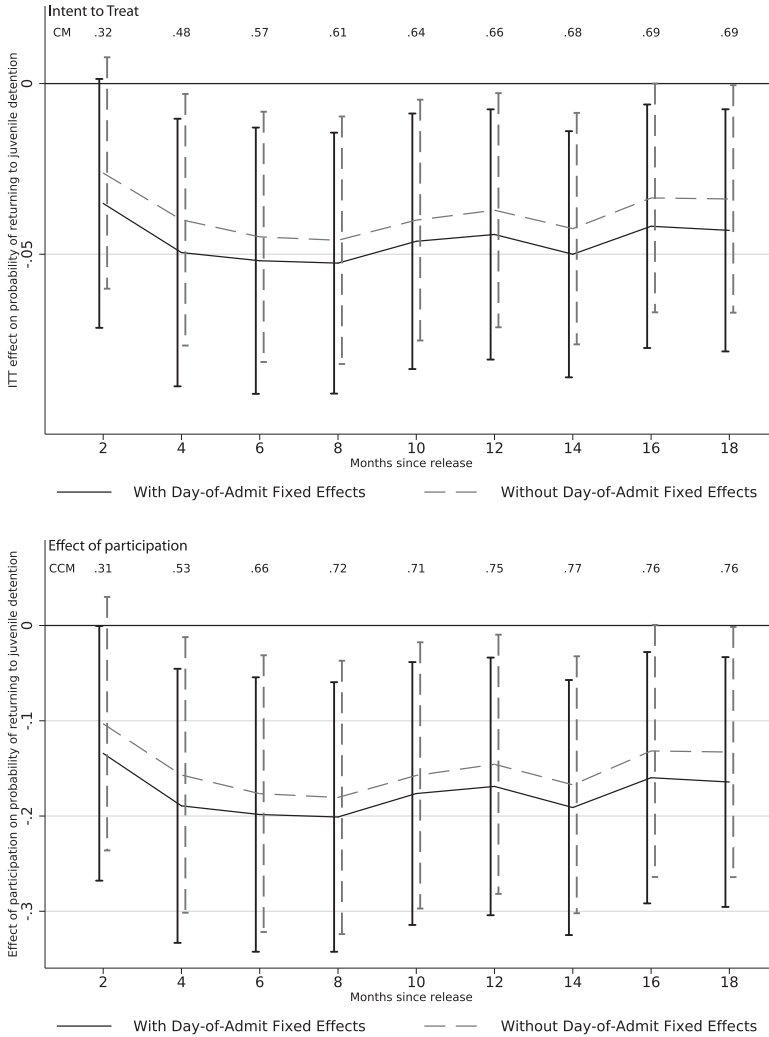 Intent to Treat
CM .32 .48 .57 .61 .64 .66 .68 .69 .69
ITT effect on probability of returning to juvenile detention
0
-.05
2 4 6 8 10 12 14 16 18
Months since release
With Day-of-Admit Fixed Effects Without Day-of-Admit Fixed Effects
Effect of participation
CCM .31 .53 .66 .72 .71 .75 .77 .76 .76
Effect of participation on probability of returning to juvenile detention
0
-.1
-.2
-.3
2 4 6 8 10 12 14 16 18
Months since release
With Day-of-Admit Fixed Effects Without Day-of-Admit Fixed Effects